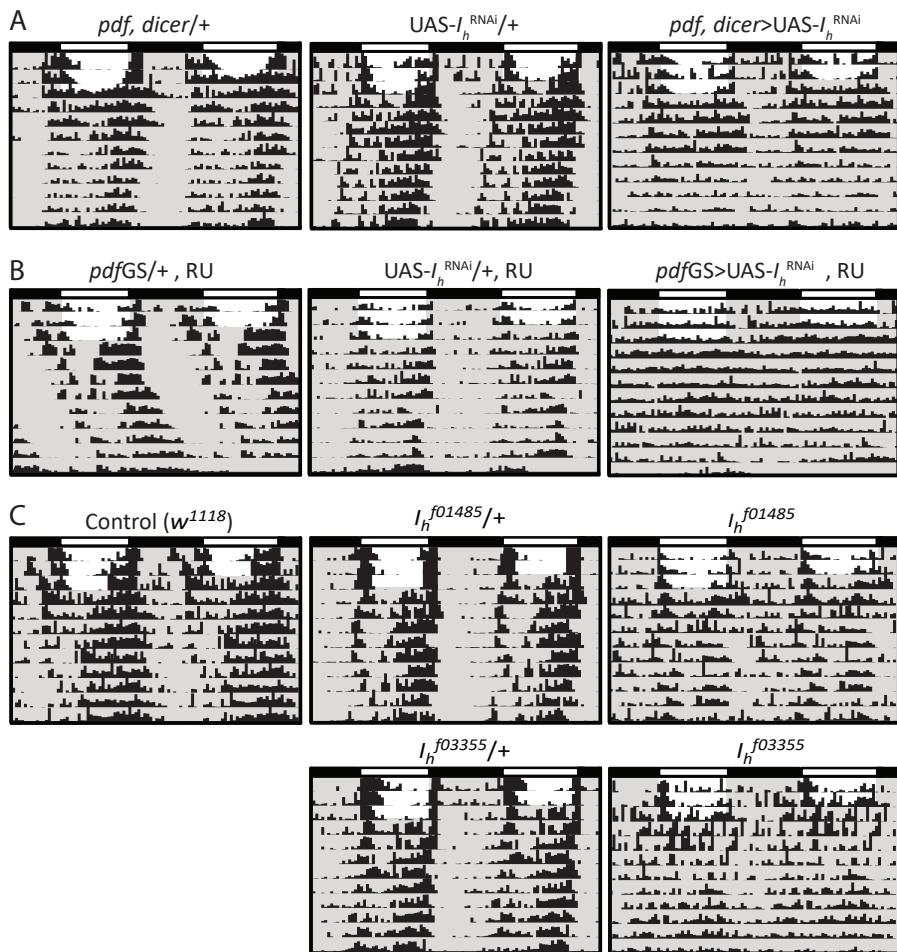 A
pdf, dicer/+ UAS-I_h^RNAi/+ pdf, dicer>UAS-I_h^RNAi
B
pdfGS/+ , RU UAS-I_h^RNAi/+, RU pdfGS>UAS-I_h^RNAi , RU
C
Control (w^1118) I_h^f01485/+ I_h^f01485
I_h^f03355/+ I_h^f03355